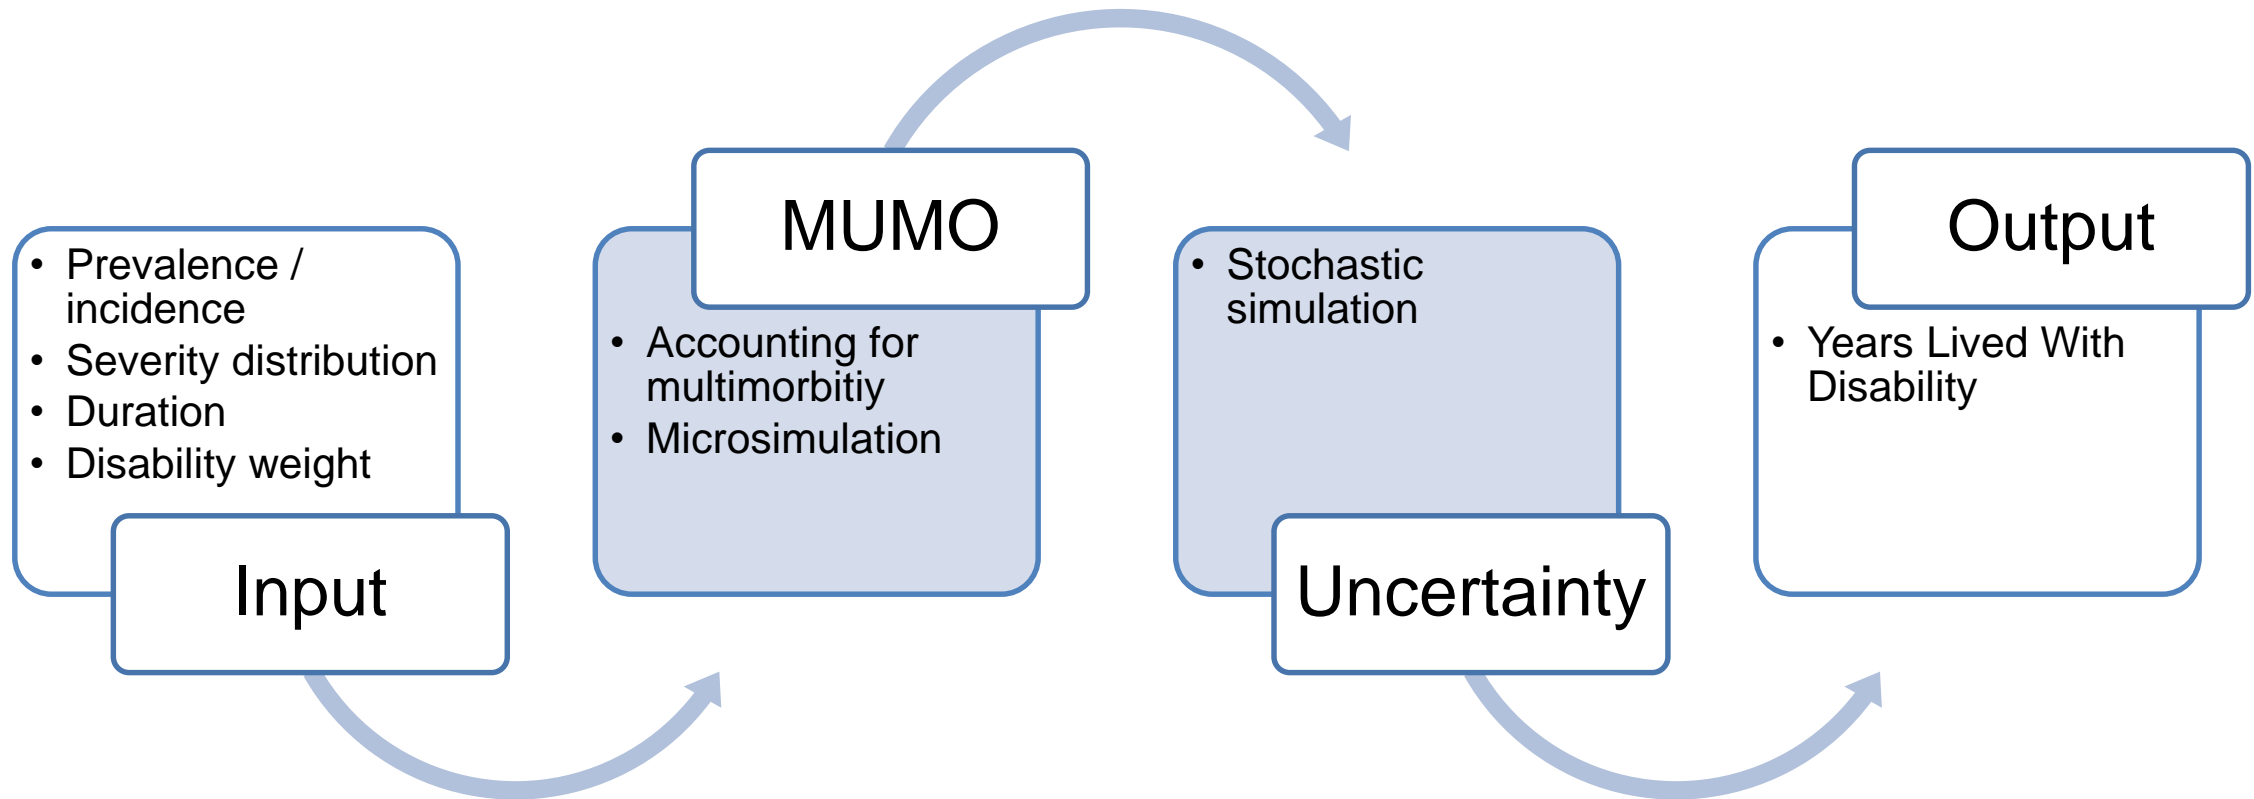 • Prevalence /
incidence
• Severity distribution
• Duration
• Disability weight
Input
MUMO
• Accounting for
multimorbitiy
• Microsimulation
• Stochastic
simulation
Uncertainty
Output
• Years Lived With
Disability